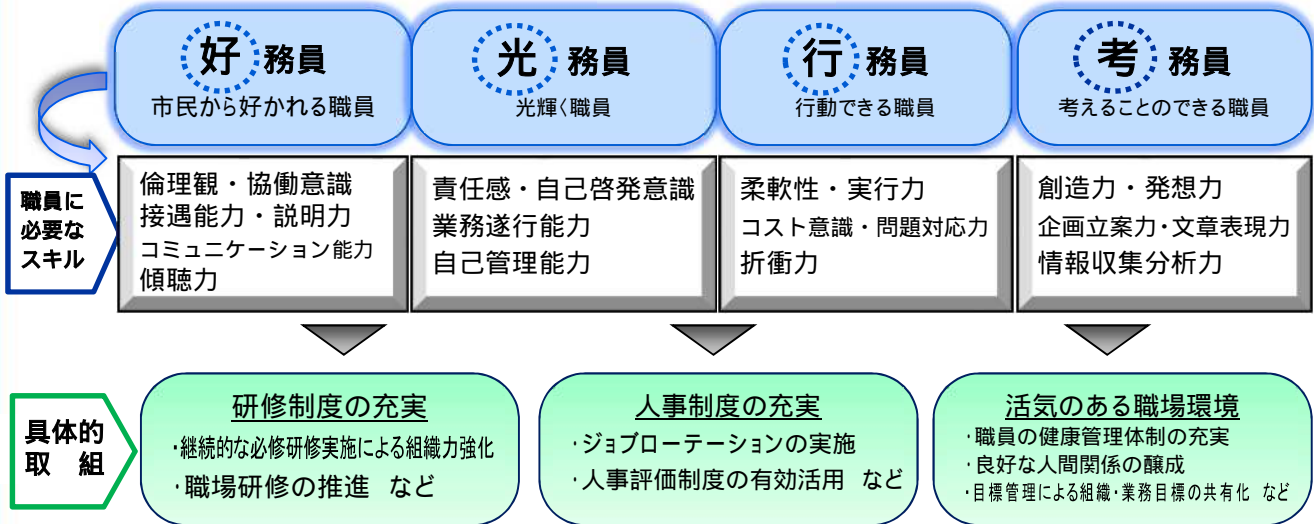 好務員
市民から好かれる職員
光務員
光輝く職員
行務員
行動できる職員
考務員
考えることのできる職員
職員に
必要な
スキル
倫理観・協働意識
接遇能力・説明力
コミュニケーション能力
傾聴力
責任感・自己啓発意識
業務遂行能力
自己管理能力
柔軟性・実行力
コスト意識・問題対応力
折衝力
創造力・発想力
企画立案力・文章表現力
情報収集分析力
具体的
取 組
研修制度の充実
・継続的な必修研修実施による組織力強化
・職場研修の推進 など
人事制度の充実
・ジョブローテーションの実施
・人事評価制度の有効活用 など
活気のある職場環境
・職員の健康管理体制の充実
・良好な人間関係の醸成
・目標管理による組織・業務目標の共有化 など